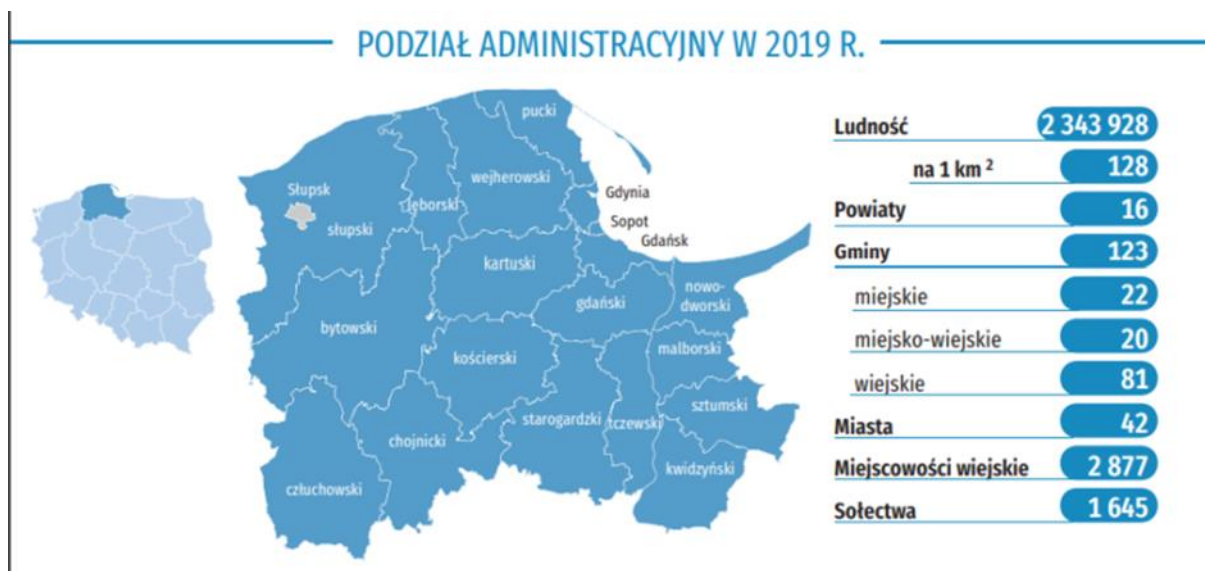 PODZIAŁ ADMINISTRACYJNY W 2019 R.
pucki
wejherowski
Słupsk
lęborski
słupski
Gdynia
Sopot
Gdańsk
kartuski
nowo-
dworski
gdański
bytowski
malborski
kościerski
sztumski
starogardzki
tczewski
chojnicki
kwidzyński
człuchowski
Ludność 2 343 928
na 1 km ² 128
Powiaty 16
Gminy 123
miejskie 22
miejsko-wiejskie 20
wiejskie 81
Miasta 42
Miejscowości wiejskie 2 877
Sołectwa 1 645